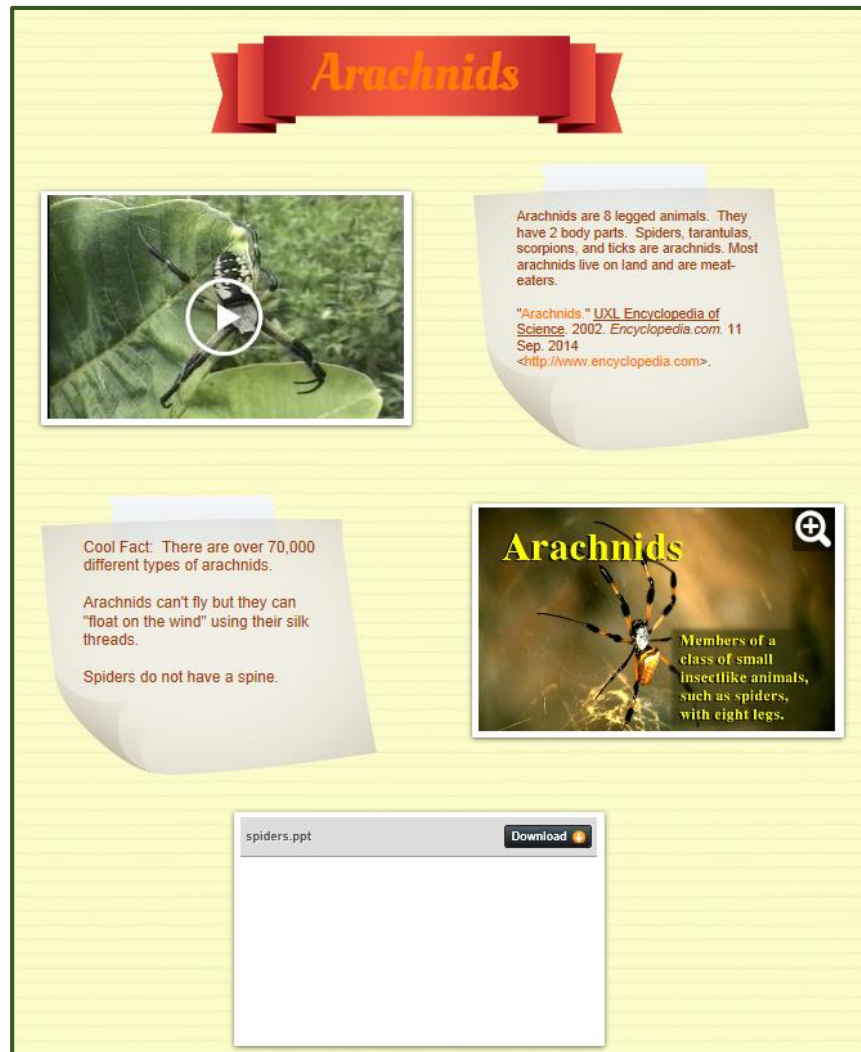 Arachnids
Arachnids are 8 legged animals.  They
have 2 body parts.  Spiders, tarantulas,
scorpions, and ticks are arachnids. Most
arachnids live on land and are meat-
eaters.
"Arachnids." UXL Encyclopedia of
Science. 2002. Encyclopedia.com. 11
Sep. 2014
<http://www.encyclopedia.com>.
Cool Fact:  There are over 70,000
different types of arachnids.
Arachnids can't fly but they can
"float on the wind" using their silk
threads.
Spiders do not have a spine.
Arachnids
Members of a
class of small
insectlike animals,
such as spiders,
with eight legs.
spiders.ppt
Download